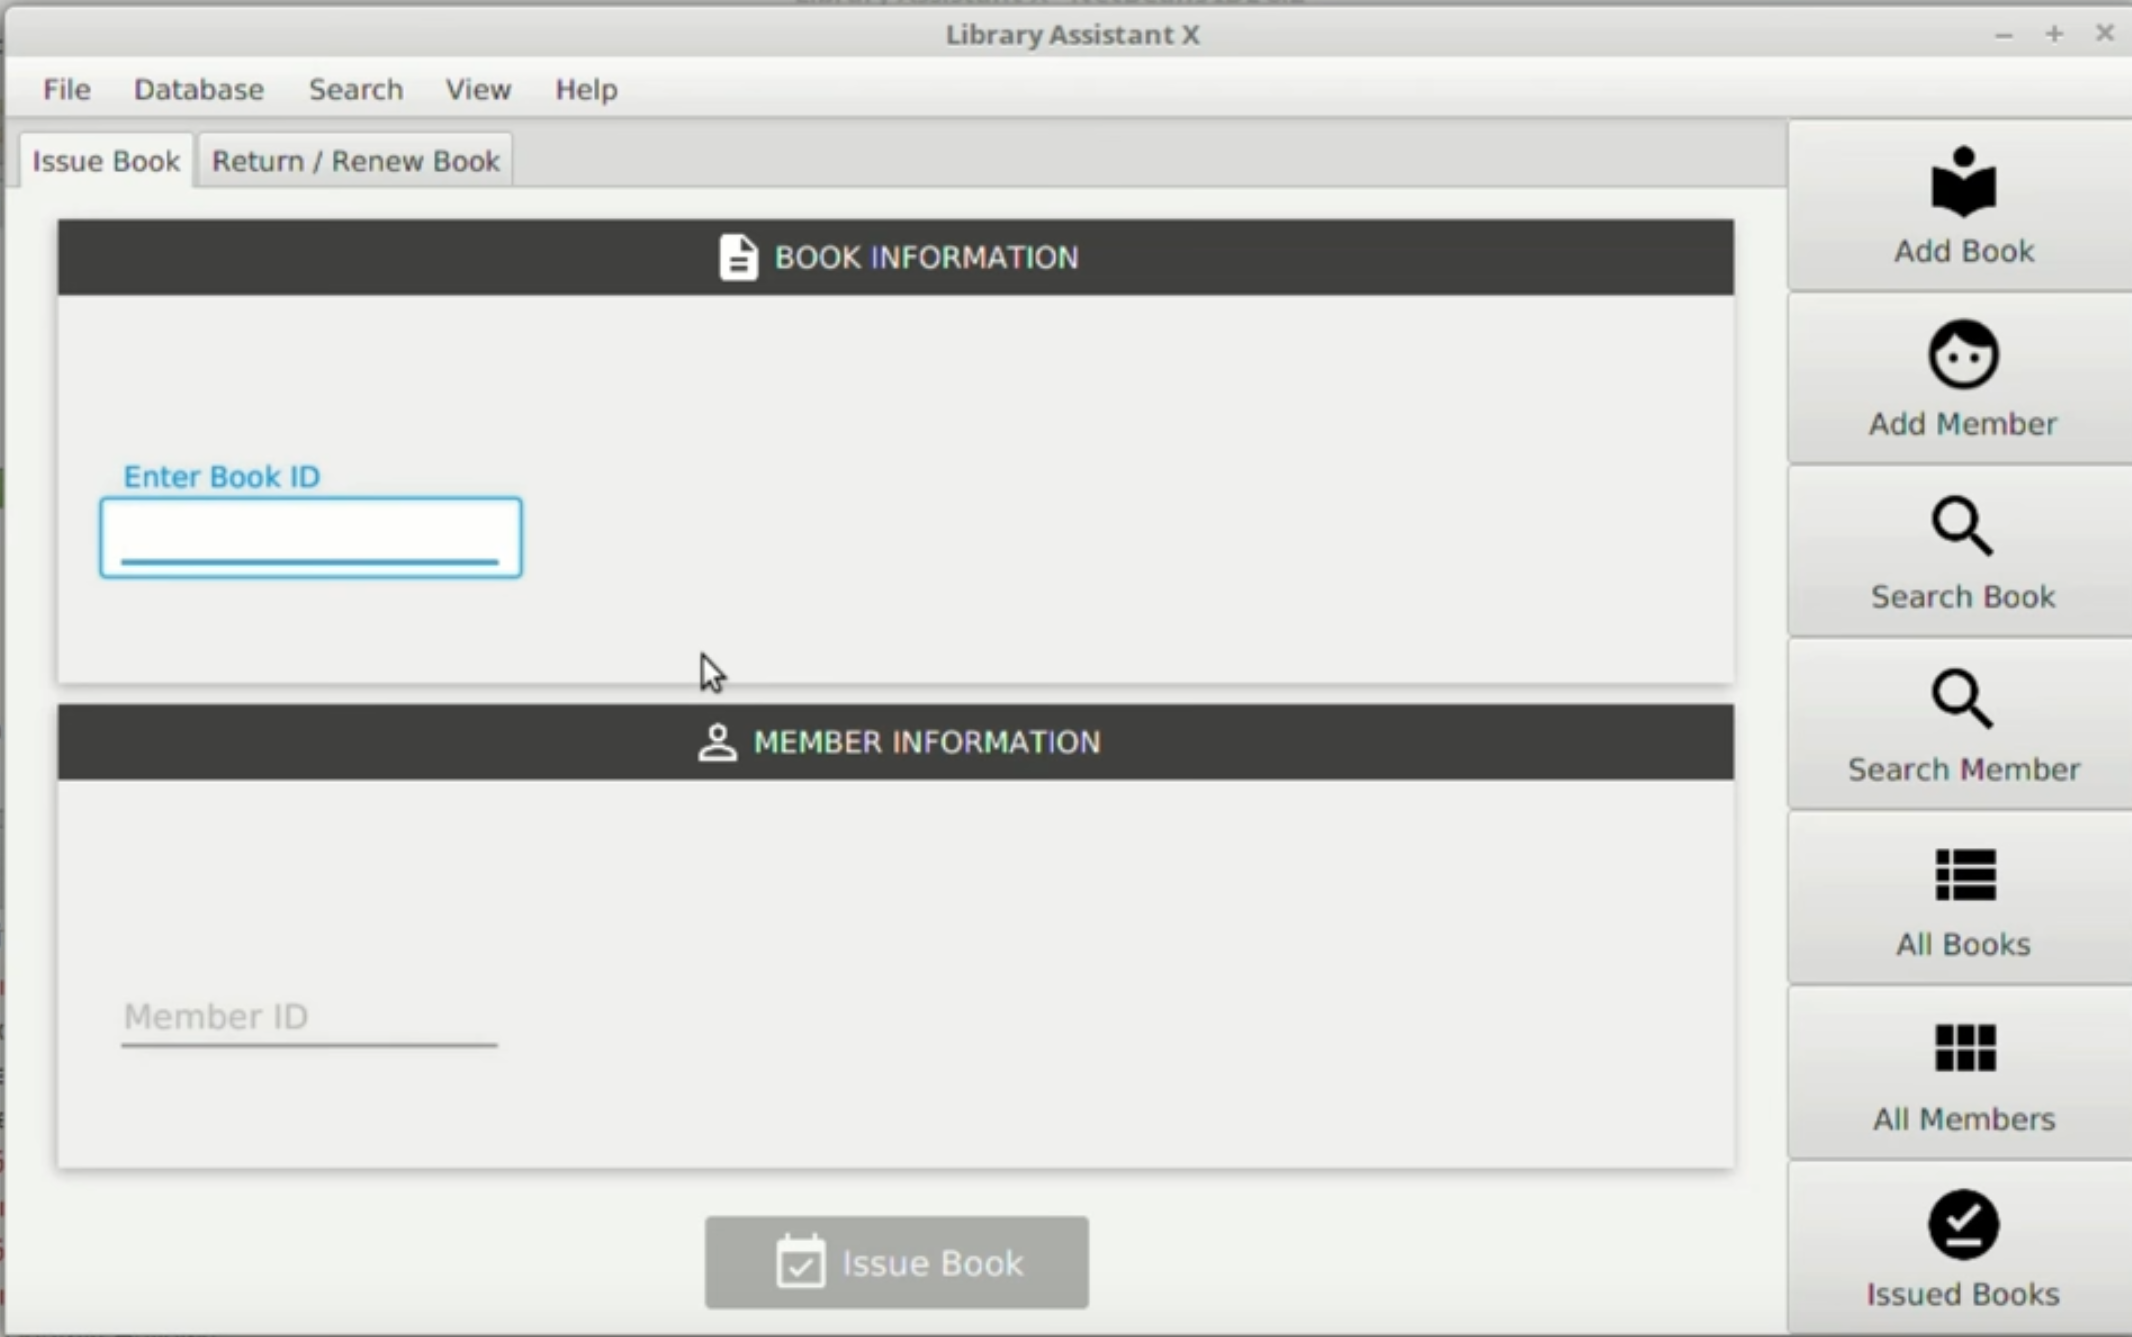 Library Assistant X
File Database Search View Help
Issue Book Return / Renew Book
BOOK INFORMATION
Enter Book ID
MEMBER INFORMATION
Member ID
Issue Book
Add Book
Add Member
Search Book
Search Member
All Books
All Members
Issued Books